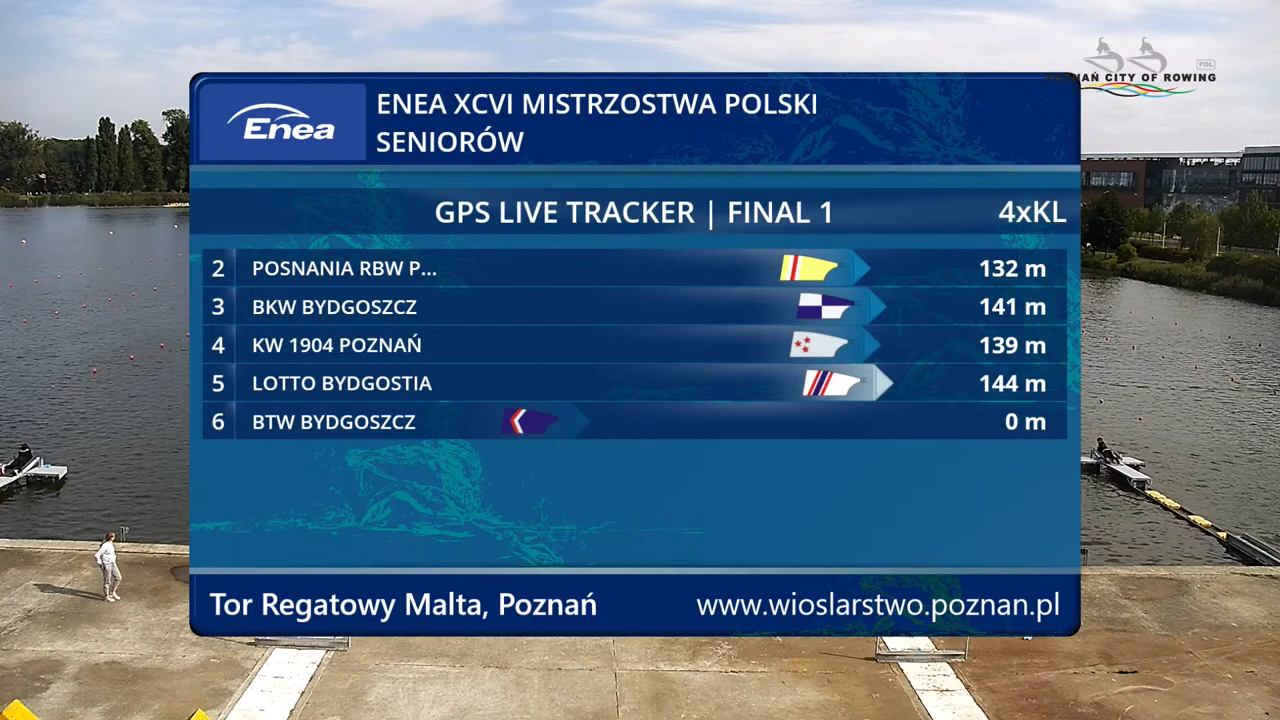 POL
AŃ CITY OF ROWING
Enea
ENEA XCVI MISTRZOSTWA POLSKI
SENIORÓW
GPS LIVE TRACKER | FINAL 1 4xKL
2 POSNANIA RBW P... 132 m
3 BKW BYDGOSZCZ 141 m
4 KW 1904 POZNAŃ 139 m
5 LOTTO BYDGOSTIA 144 m
6 BTW BYDGOSZCZ 0 m
Tor Regatowy Malta, Poznań www.wioslarstwo.poznan.pl